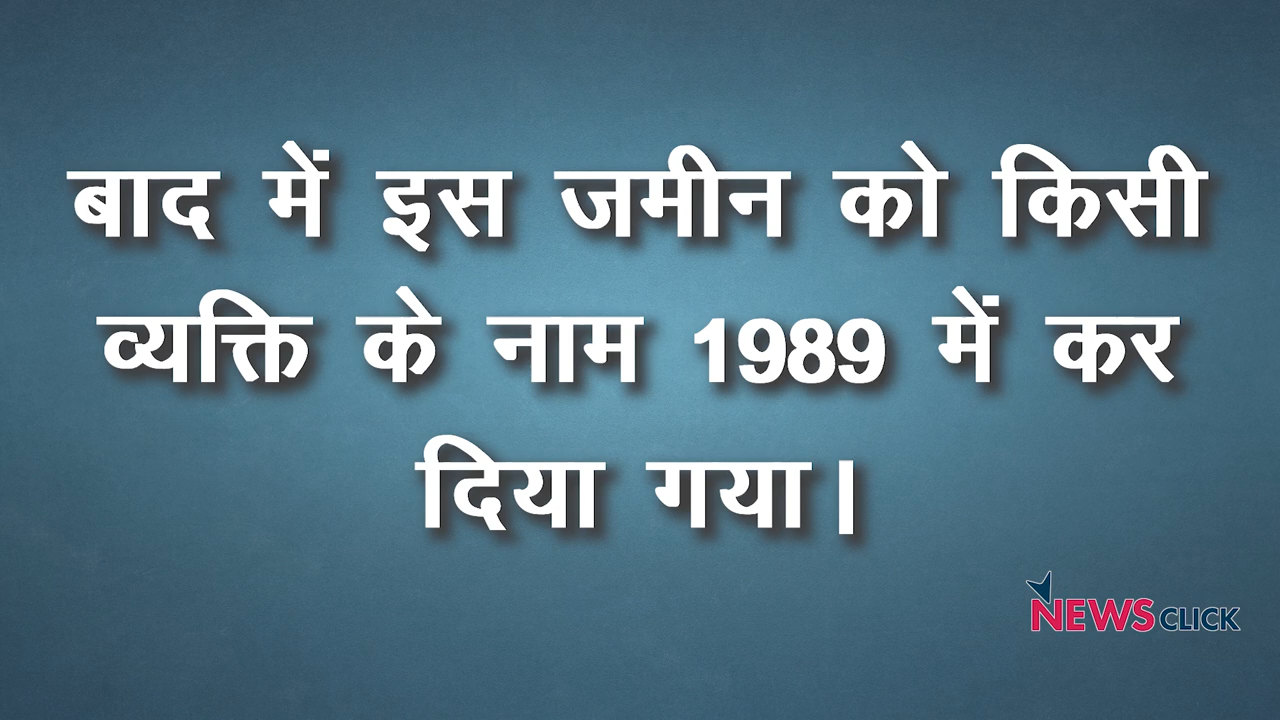 बाद में इस जमीन को किसी
व्यक्ति के नाम 1989 में कर
दिया गया।
NEWSCLICK